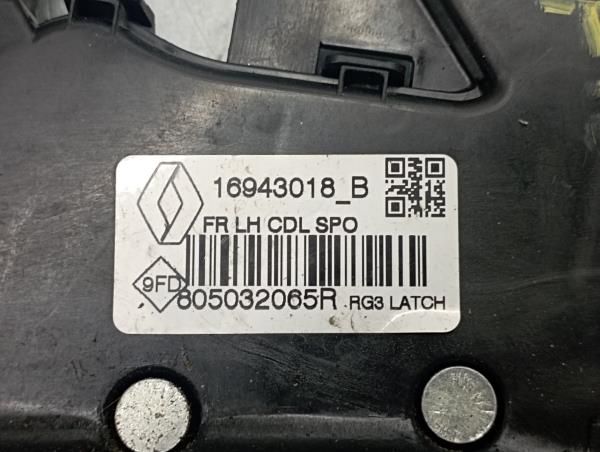 16943018_B
FR LH CDL SPO
9FD
805032065R RG3 LATCH